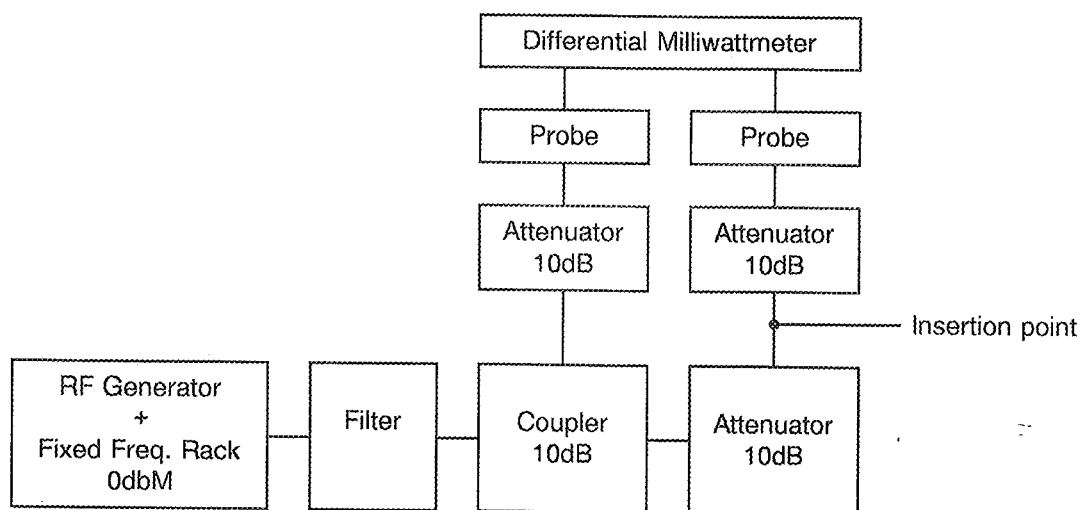 Differential Milliwattmeter
Probe
Probe
Attenuator
10dB
Attenuator
10dB
Insertion point
RF Generator
+
Fixed Freq. Rack
0dbM
Filter
Coupler
10dB
Attenuator
10dB